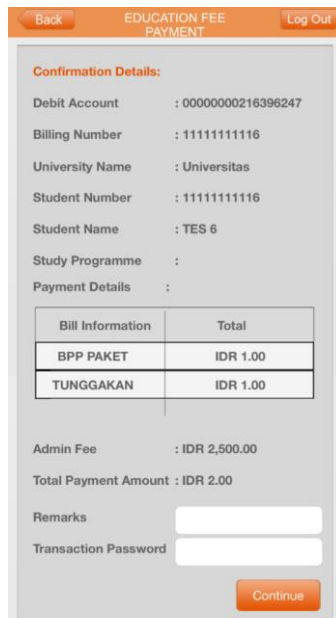 Back
EDUCATION FEE
PAYMENT
Log Out
Confirmation Details:
Debit Account : 00000000216396247
Billing Number : 11111111116
University Name : Universitas
Student Number : 11111111116
Student Name : TES 6
Study Programme :
Payment Details :
Bill Information Total
BPP PAKET IDR 1.00
TUNGGAKAN IDR 1.00
Admin Fee : IDR 2,500.00
Total Payment Amount : IDR 2.00
Remarks
Transaction Password
Continue